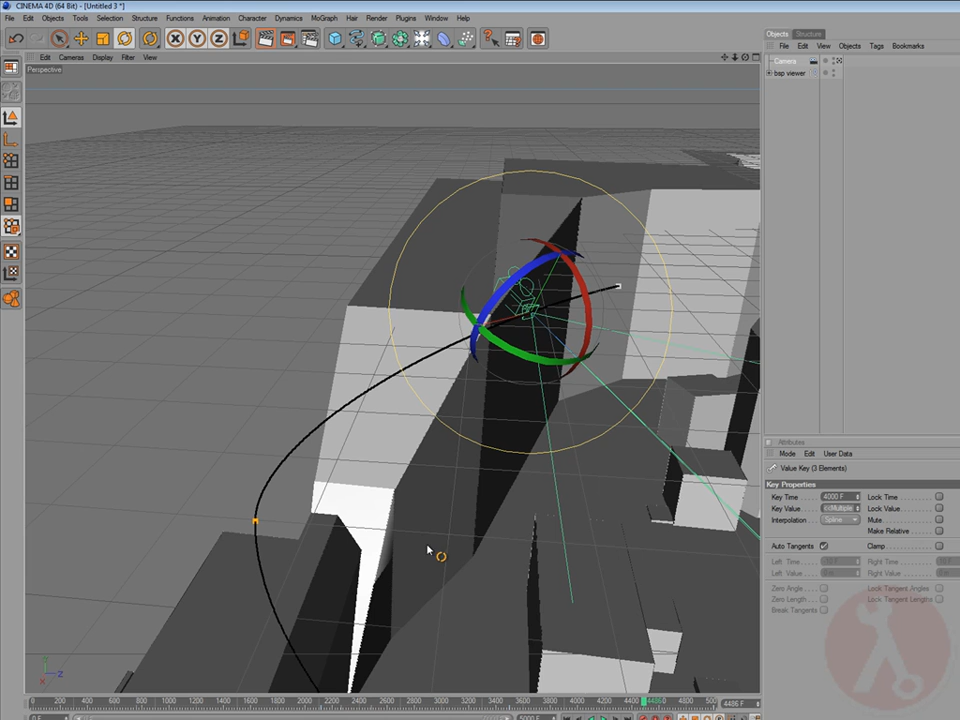 CINEMA 4D (64 Bit) - [Untitled 3 *]
File Edit Objects Tools Selection Structure Functions Animation Character Dynamics MoGraph Hair Render Plugins Window Help
Objects Structure
File Edit View Objects Tags Bookmarks
Camera
bsp viewer
Edit Cameras Display Filter View
Perspective
Attributes
Mode Edit User Data
Value Key (3 Elements)
Key Properties
Key Time 4000 F Lock Time
Key Value <<Multiple Lock Value
Interpolation Spline Mute
Make Relative
Auto Tangents Clamp
Left Time Right Time
Left Value Right Value
Zero Angle Lock Tangent Angles
Zero Length Lock Tangent Lengths
Break Tangents
Y
Z
X
0 200 400 600 800 1000 1200 1400 1600 1800 2000 2200 2400 2600 2800 3000 3200 3400 3600 3800 4000 4200 4400 4486
4486 F
0 F 5000 F